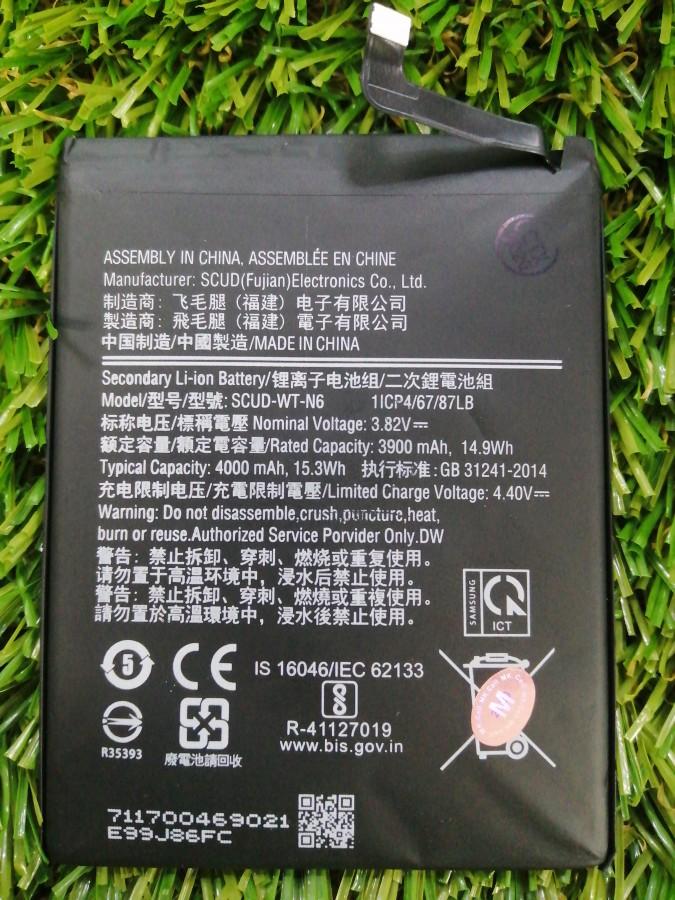 ASSEMBLY IN CHINA, ASSEMBLÉE EN CHINE
Manufacturer: SCUD(Fujian)Electronics Co., Ltd.
制造商: 飞毛腿（福建）电子有限公司
製造商: 飛毛腿（福建）電子有限公司
中国制造/中國製造/MADE IN CHINA
Secondary Li-ion Battery/锂离子电池组/二次鋰電池組
Model/型号/型號: SCUD-WT-N6 1ICP4/67/87LB
标称电压/標稱電壓 Nominal Voltage: 3.82V⎓
额定容量/額定電容量/Rated Capacity: 3900 mAh, 14.9Wh
Typical Capacity: 4000 mAh, 15.3Wh 执行标准: GB 31241-2014
充电限制电压/充電限制電壓/Limited Charge Voltage: 4.40V⎓
Warning: Do not disassemble,crush,puncture,heat,
burn or reuse.Authorized Service Porvider Only.DW
警告: 禁止拆卸、穿刺、燃烧或重复使用。
请勿置于高温环境中，浸水后禁止使用。
警告: 禁止拆卸、穿刺、燃燒或重複使用。
請勿置於高溫環境中，浸水後禁止使用。
SAMSUNG
ICT
5
CE
IS 16046/IEC 62133
R-41127019
www.bis.gov.in
R35393
廢電池請回收
M
711700469021
E99J86FC